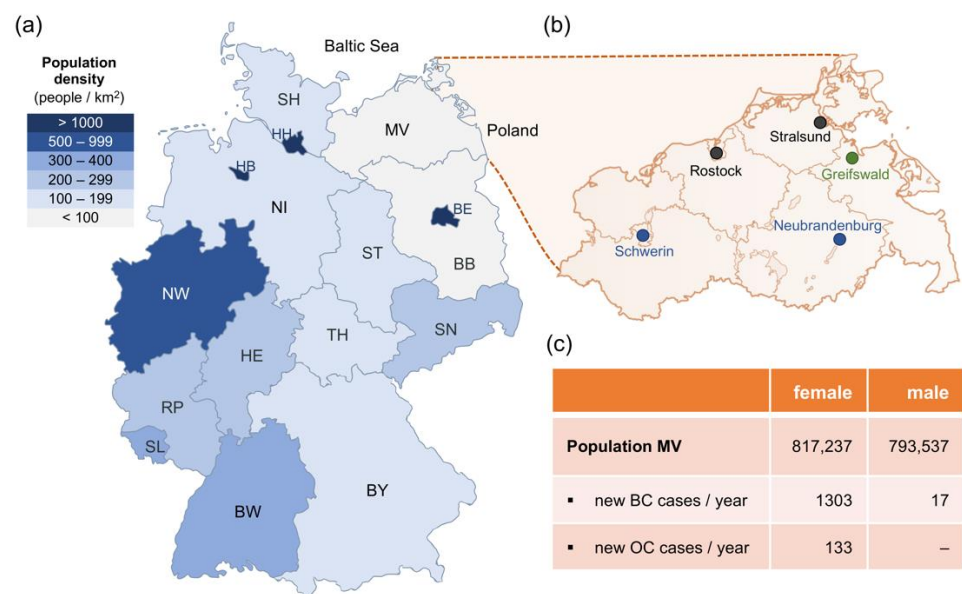 (a)
Baltic Sea
Population
density
(people / km²)
> 1000
500 – 999
300 – 400
200 – 299
100 – 199
< 100
SH
HH
MV
Poland
HB
NI
BE
ST
BB
NW
TH
SN
HE
RP
SL
BY
BW
(b)
Stralsund
Rostock
Greifswald
Neubrandenburg
Schwerin
(c)
female male
Population MV 817,237 793,537
▪ new BC cases / year 1303 17
▪ new OC cases / year 133 –